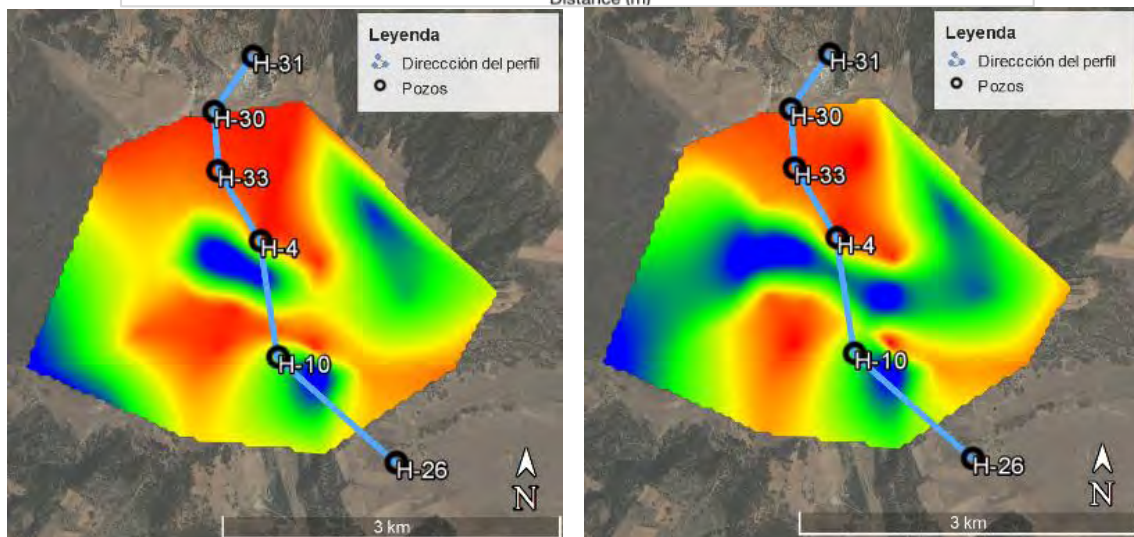 Distance (m)
Leyenda
Direccción del perfil
Pozos
H-31
H-30
H-33
H-4
H-10
H-26
N
3 km
Leyenda
Direccción del perfil
Pozos
H-31
H-30
H-33
H-4
H-10
H-26
N
3 km